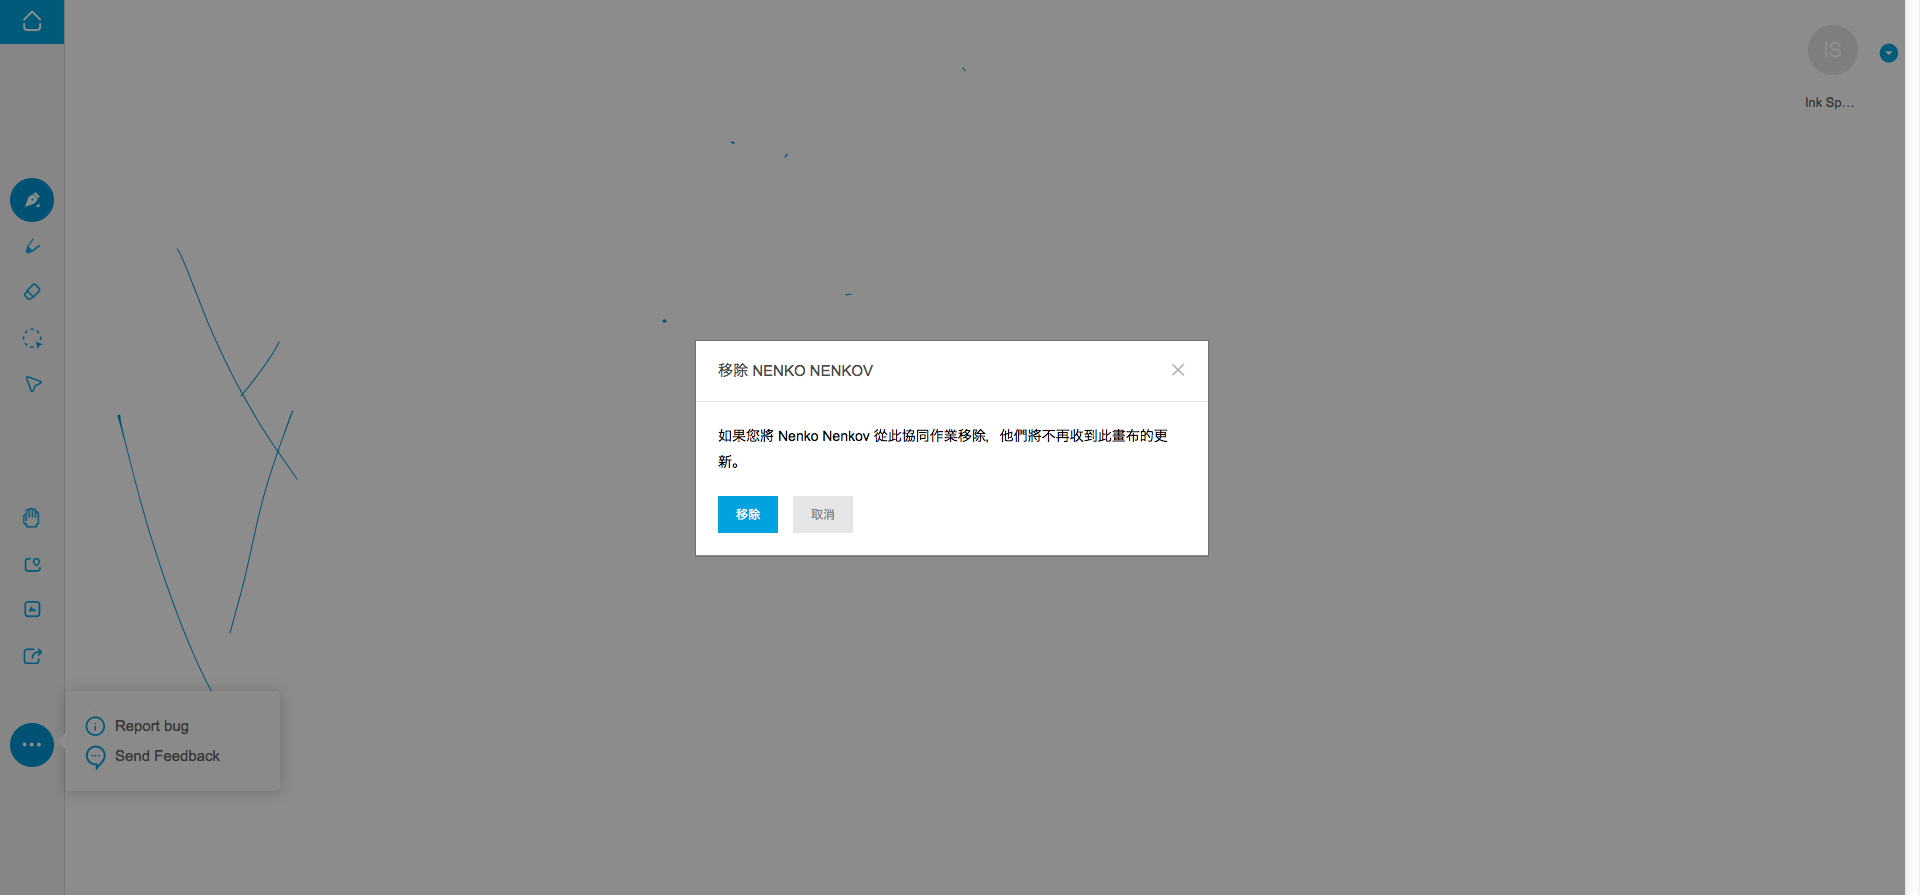 IS
Ink Sp...
移除 NENKO NENKOV
如果您將 Nenko Nenkov 從此協同作業移除，他們將不再收到此畫布的更
新。
移除
取消
Report bug
Send Feedback